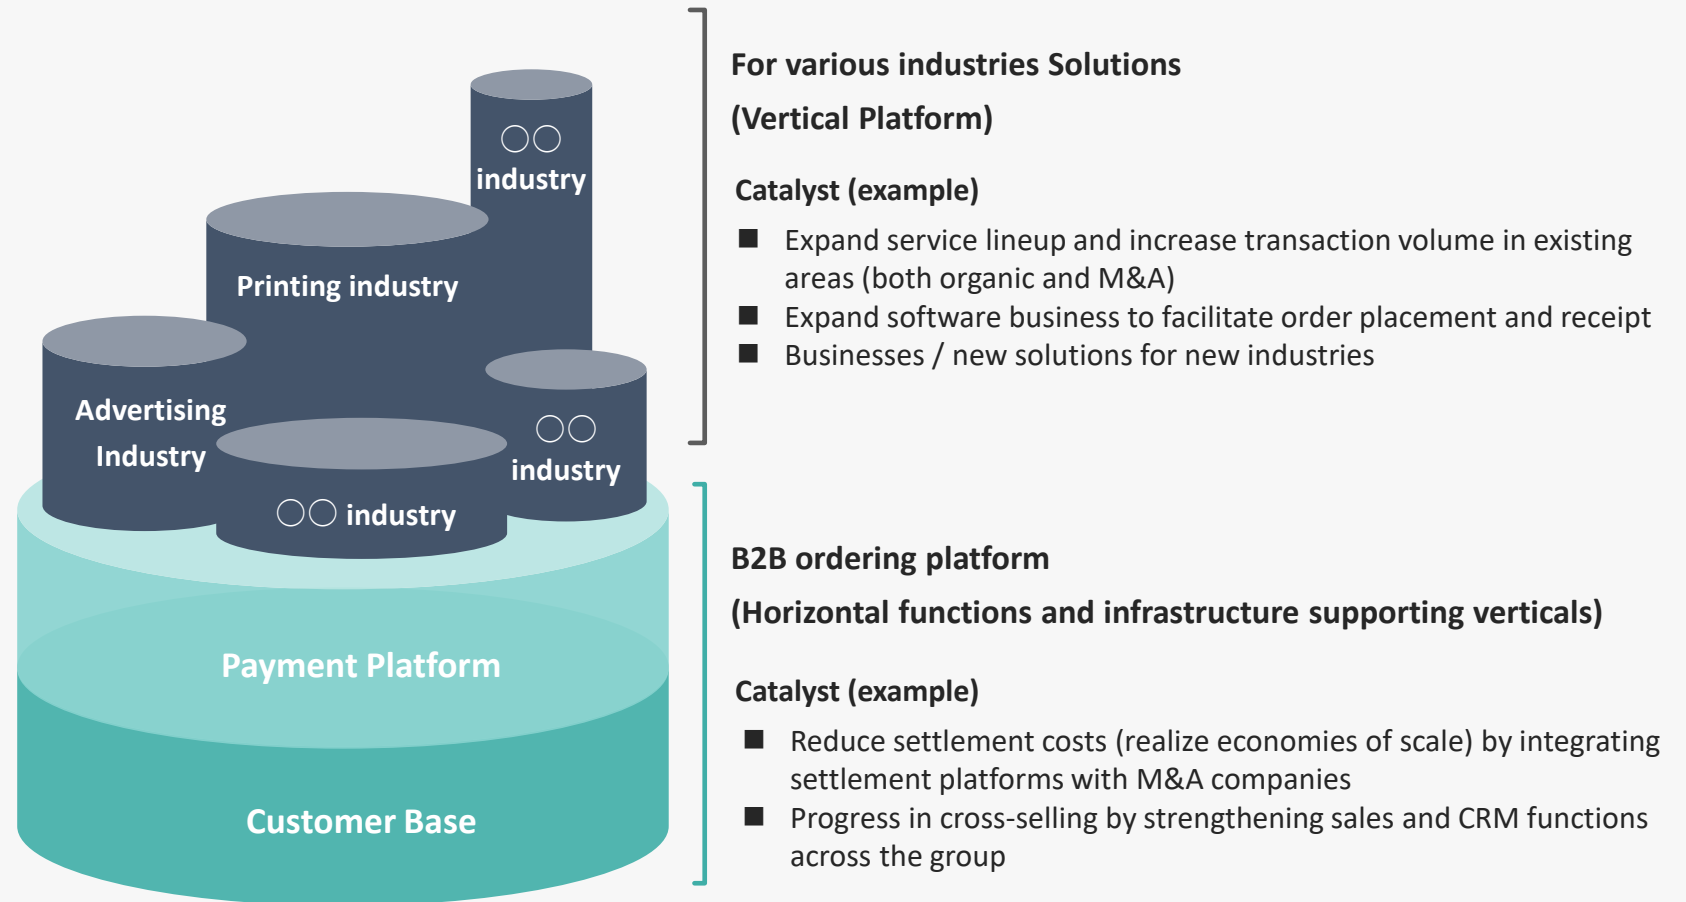 ◯◯
industry
Printing industry
Advertising
Industry
◯◯
industry
◯◯ industry
Payment Platform
Customer Base
For various industries Solutions
(Vertical Platform)
Catalyst (example)
■ Expand service lineup and increase transaction volume in existing
areas (both organic and M&A)
■ Expand software business to facilitate order placement and receipt
■ Businesses / new solutions for new industries
B2B ordering platform
(Horizontal functions and infrastructure supporting verticals)
Catalyst (example)
■ Reduce settlement costs (realize economies of scale) by integrating
settlement platforms with M&A companies
■ Progress in cross-selling by strengthening sales and CRM functions
across the group